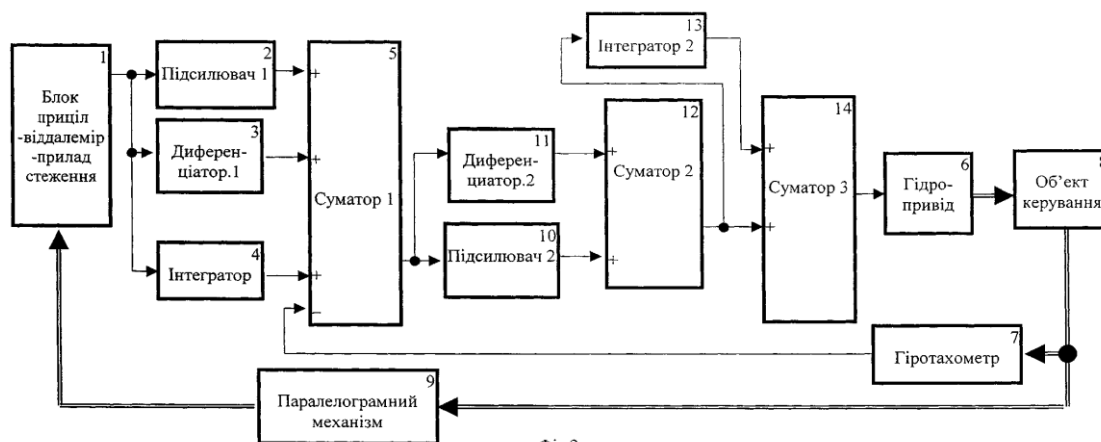 1
Блок
приціл
-віддалемір
-прилад
стеження
2
Підсилювач 1
3
Диферен-
ціатор.1
4
Інтегратор
5
+
+
Суматор 1
+
–
13
Інтегратор 2
11
Диферен-
циатор.2
10
Підсилювач 2
12
+
Суматор 2
+
14
+
Суматор 3
+
6
Гідро-
привід
8
Об’єкт
керування
7
Гіротахометр
9
Паралелограмний
механізм